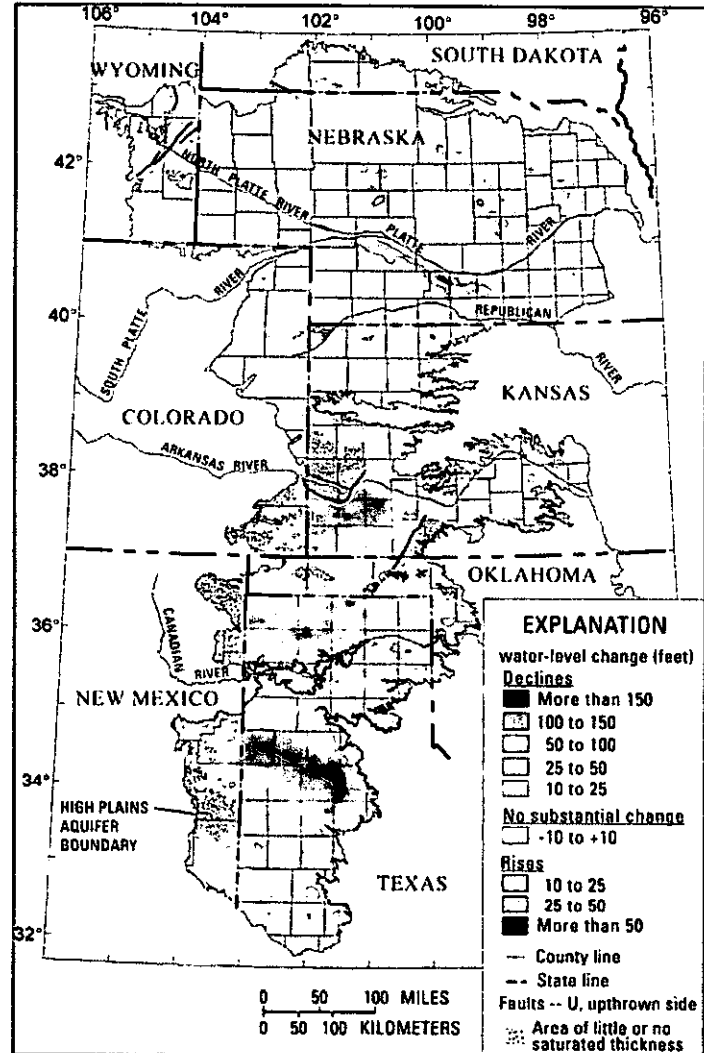 106° 104° 102° 100° 98° 96°
SOUTH DAKOTA
WYOMING
NEBRASKA
42°
NORTH PLATTE RIVER
PLATTE RIVER
40°
SOUTH PLATTE RIVER
REPUBLICAN RIVER
KANSAS
COLORADO
ARKANSAS RIVER
38°
OKLAHOMA
36°
CANADIAN RIVER
NEW MEXICO
34°
HIGH PLAINS
AQUIFER
BOUNDARY
TEXAS
32°
0 50 100 MILES
0 50 100 KILOMETERS
EXPLANATION
water-level change (feet)
Declines
More than 150
100 to 150
50 to 100
25 to 50
10 to 25
No substantial change
-10 to +10
Rises
10 to 25
25 to 50
More than 50
County line
State line
Faults -- U, upthrown side
Area of little or no
saturated thickness